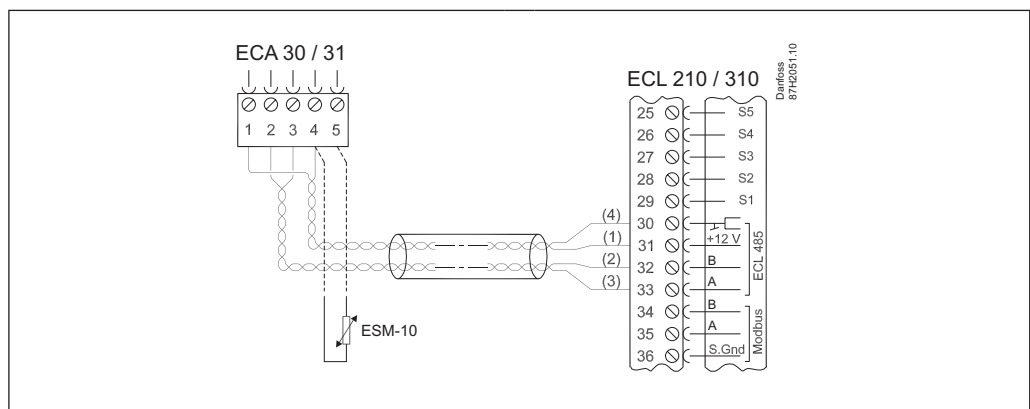 ECA 30 / 31
1 2 3 4 5
ESM-10
ECL 210 / 310
Danfoss
87H2051.10
25 S5
26 S4
27 S3
28 S2
29 S1
(4) 30
(1) 31 +12 V
(2) 32 B
(3) 33 A
ECL 485
34 B
35 A
36 S.Gnd
Modbus